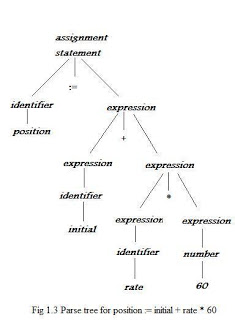 assignment
statement
:=
identifier
expression
position
+
expression
expression
identifier
*
initial
expression
expression
identifier
number
rate
60
Fig 1.3 Parse tree for position := initial + rate * 60